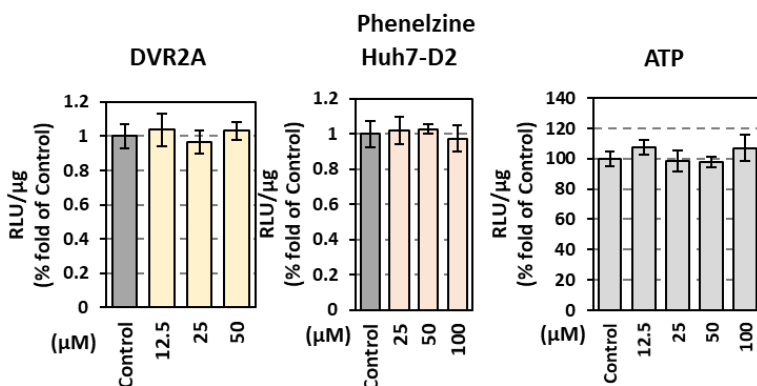 Phenelzine
DVR2A
Huh7-D2
ATP
RLU/µg
(% fold of Control)
1.2
1
0.8
0.6
0.4
0.2
0
(µM)
Control
12.5
25
50
RLU/µg
(% fold of Control)
1.2
1
0.8
0.6
0.4
0.2
0
(µM)
Control
25
50
100
RLU/µg
(% fold of Control)
140
120
100
80
60
40
20
0
(µM)
Control
12.5
25
50
100